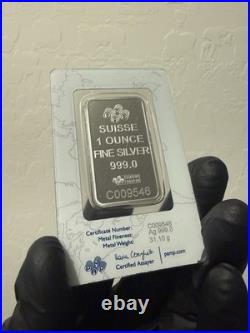 SUISSE
1 OUNCE
FINE SILVER
999.0
C009546
Certificate Number: C009546
Metal Fineness: Ag 999.0
Metal Weight: 31.10 g
Certified Assayer pamp.com
thumbtim